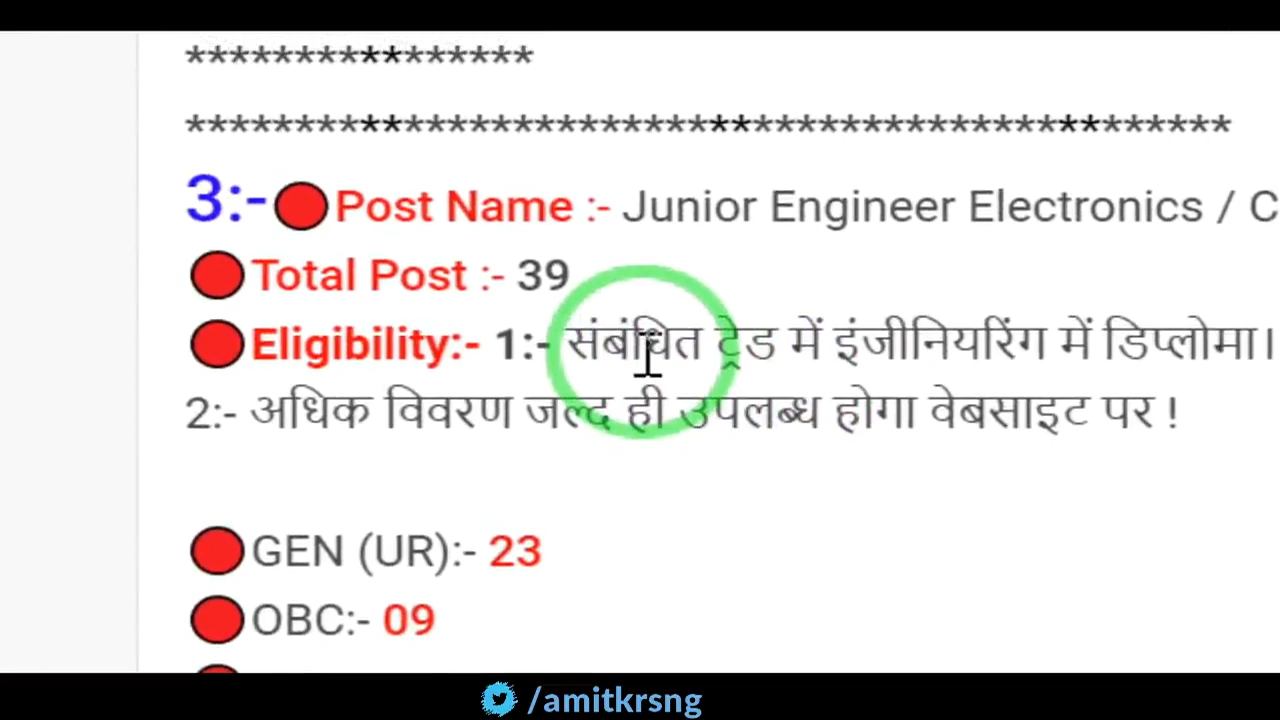 ****************
************************************************
3:- Post Name :- Junior Engineer Electronics / C
Total Post :- 39
Eligibility:- 1:- संबंधित ट्रेड में इंजीनियरिंग में डिप्लोमा।
2:- अधिक विवरण जल्द ही उपलब्ध होगा वेबसाइट पर !
GEN (UR):- 23
OBC:- 09
/amitkrsng